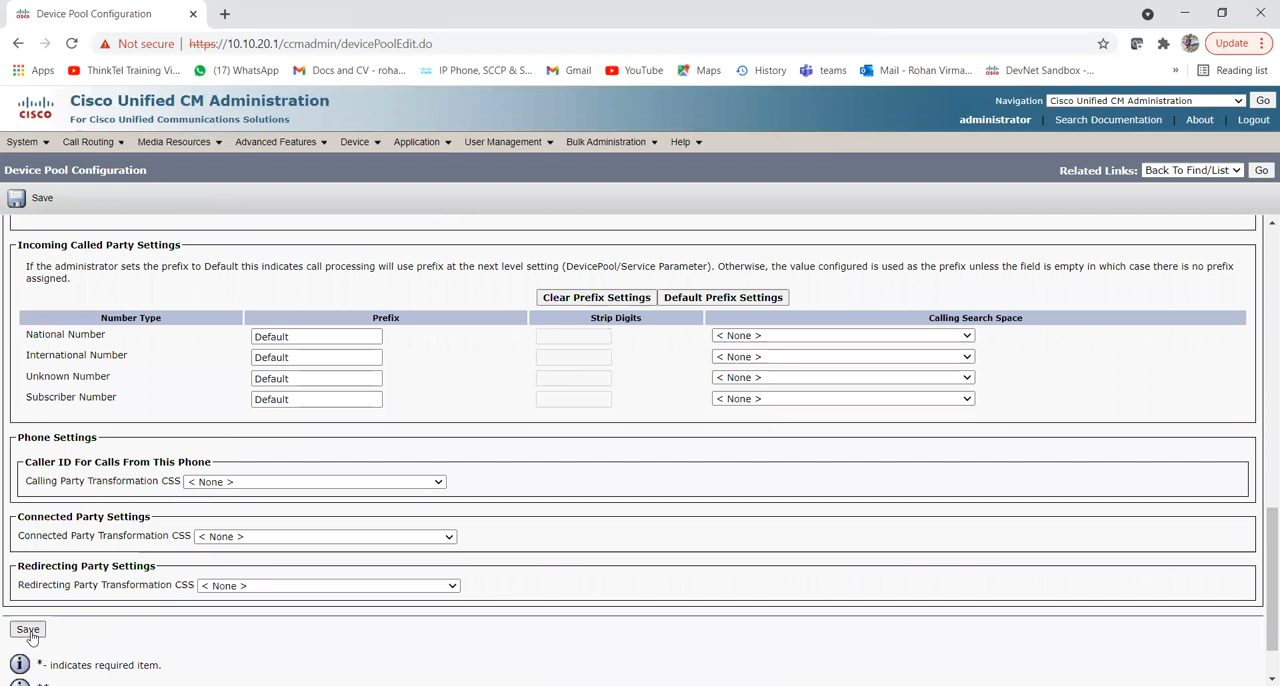 Device Pool Configuration
Not secure | https://10.10.20.1/ccmadmin/devicePoolEdit.do
Update
Apps
ThinkTel Training Vi...
(17) WhatsApp
Docs and CV - roha...
IP Phone, SCCP & S...
Gmail
YouTube
Maps
History
teams
Mail - Rohan Virma...
DevNet Sandbox -...
»
Reading list
CISCO
Cisco Unified CM Administration
For Cisco Unified Communications Solutions
Navigation Cisco Unified CM Administration Go
administrator | Search Documentation | About | Logout
System Call Routing Media Resources Advanced Features Device Application User Management Bulk Administration Help
Device Pool Configuration
Related Links: Back To Find/List Go
Save
Incoming Called Party Settings
If the administrator sets the prefix to Default this indicates call processing will use prefix at the next level setting (DevicePool/Service Parameter). Otherwise, the value configured is used as the prefix unless the field is empty in which case there is no prefix
assigned.
Clear Prefix Settings Default Prefix Settings
Number Type Prefix Strip Digits Calling Search Space
National Number Default < None >
International Number Default < None >
Unknown Number Default < None >
Subscriber Number Default < None >
Phone Settings
Caller ID For Calls From This Phone
Calling Party Transformation CSS < None >
Connected Party Settings
Connected Party Transformation CSS < None >
Redirecting Party Settings
Redirecting Party Transformation CSS < None >
Save
*- indicates required item.